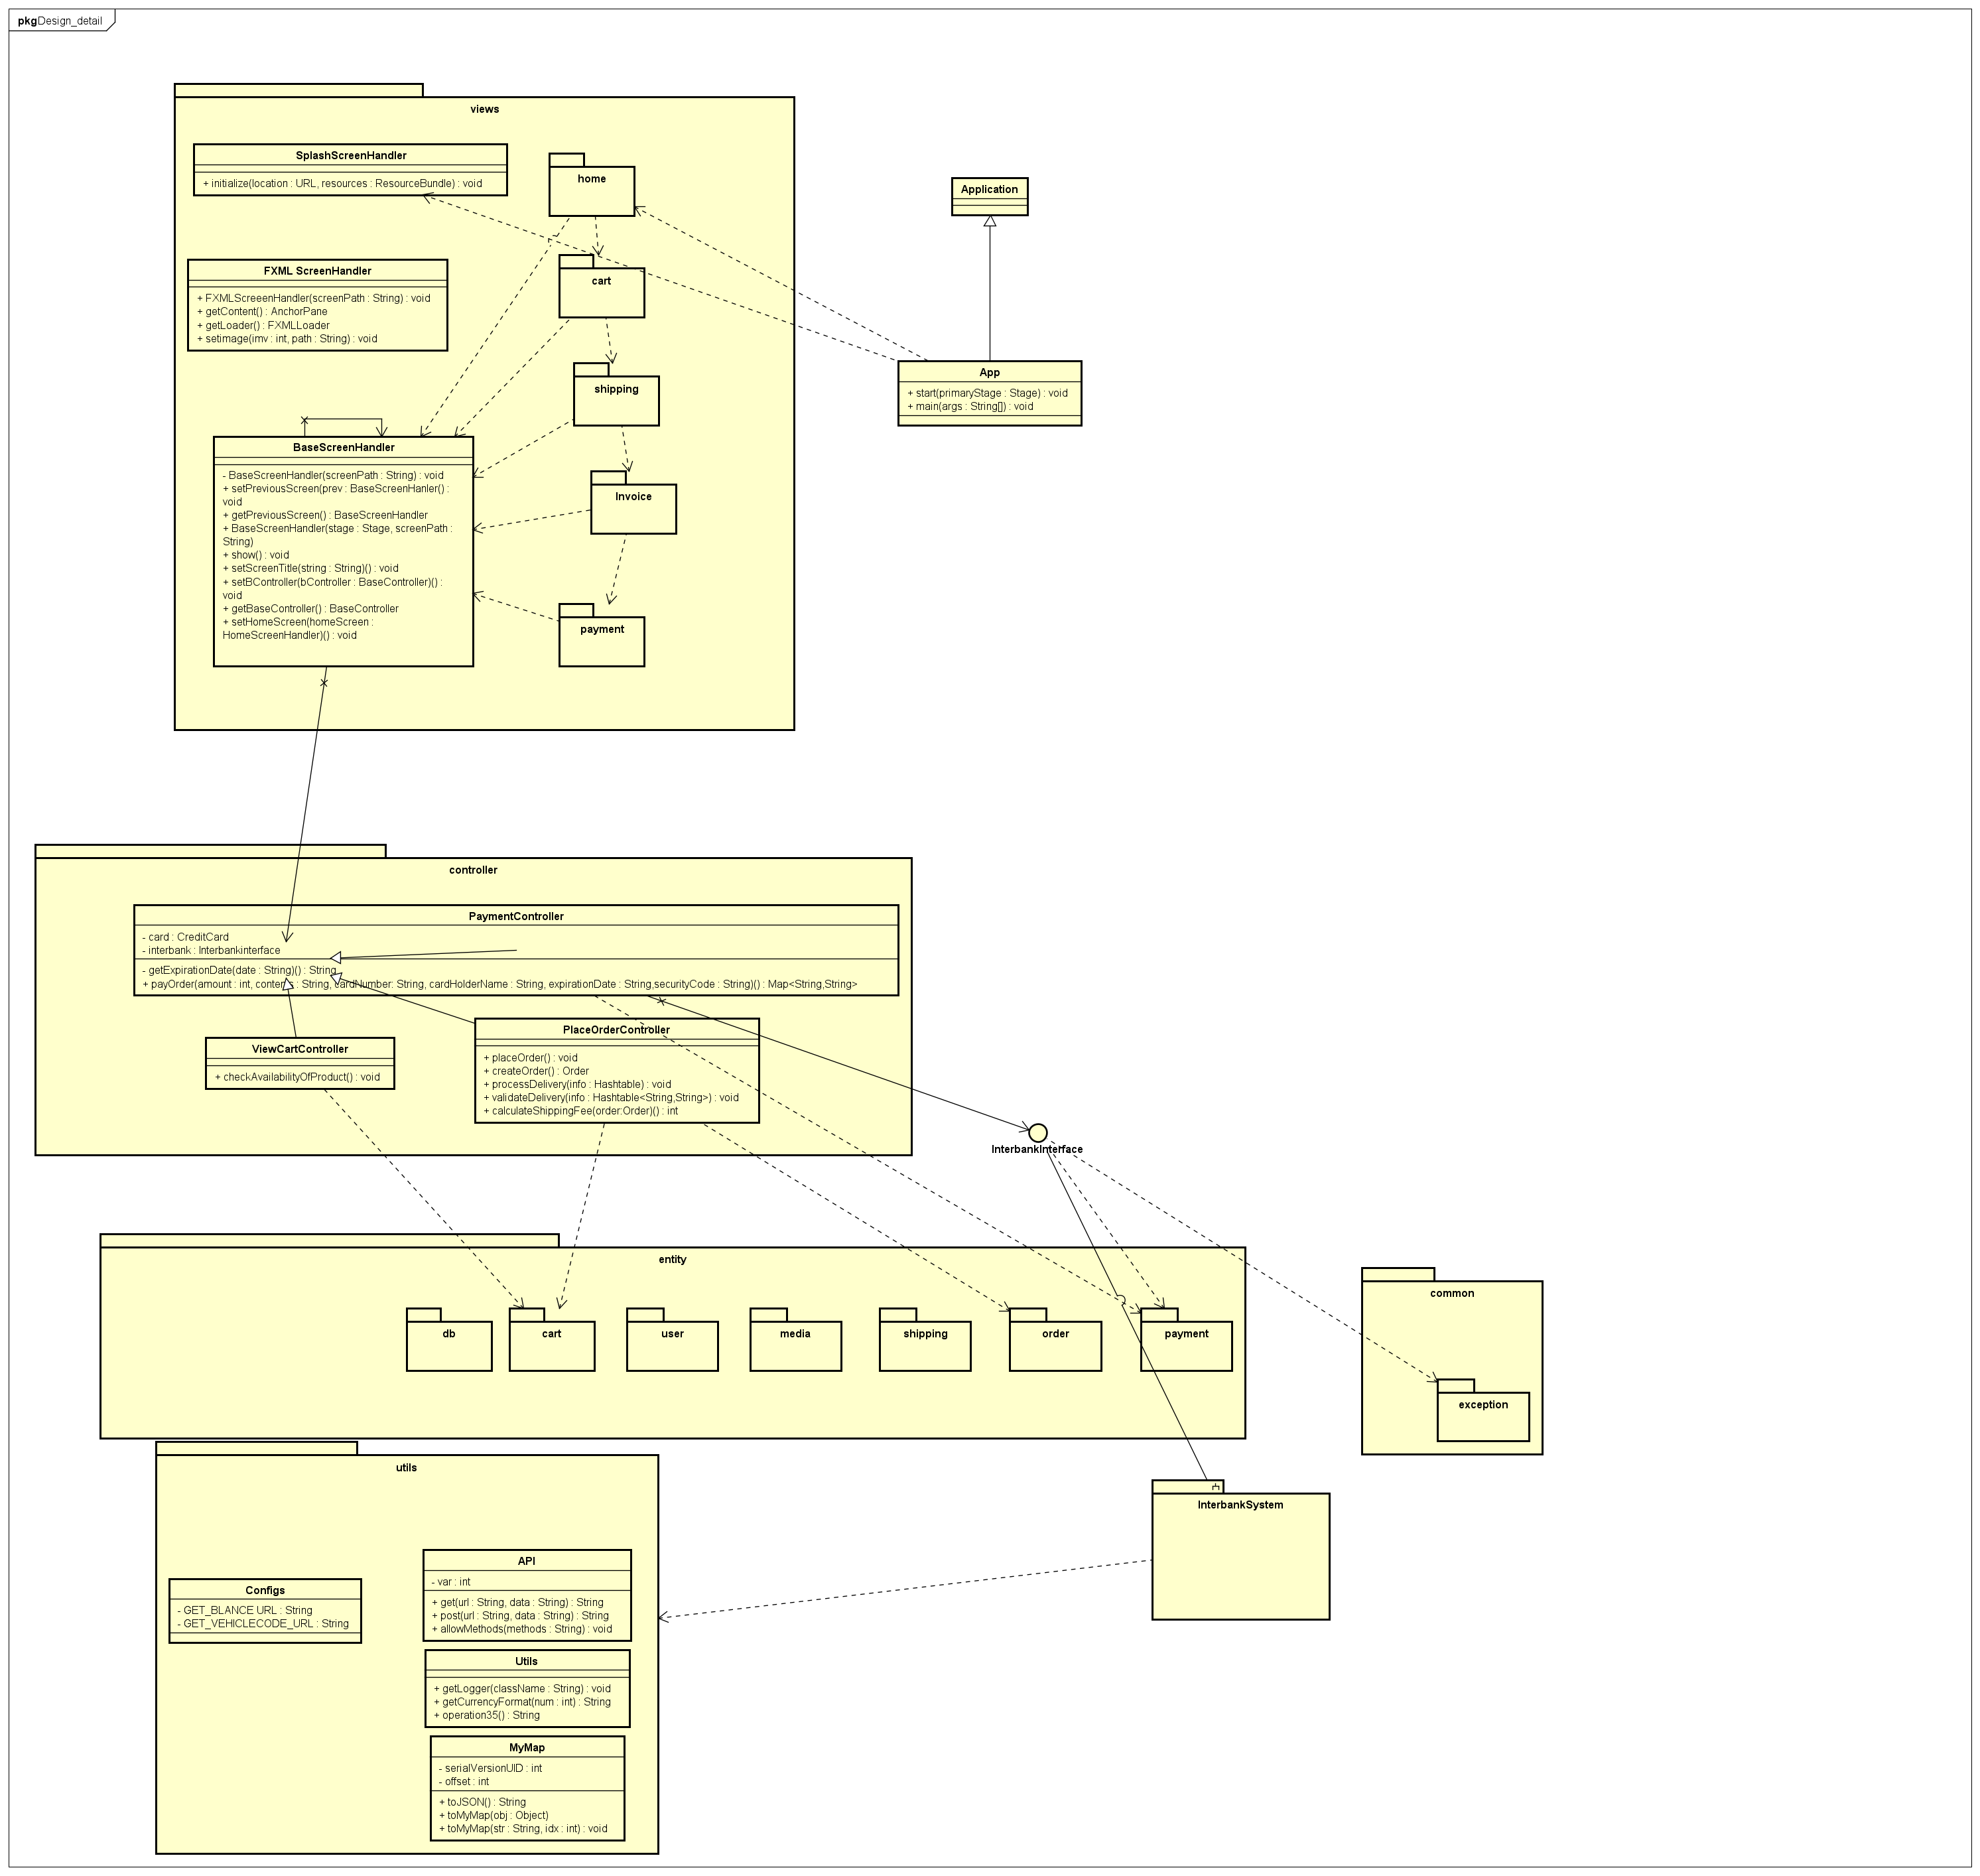 pkgDesign_detail
views
SplashScreenHandler
+ initialize(location : URL, resources : ResourceBundle) : void
home
Application
FXML ScreenHandler
+ FXMLScreeenHandler(screenPath : String) : void
+ getContent() : AnchorPane
+ getLoader() : FXMLLoader
+ setimage(imv : int, path : String) : void
cart
shipping
App
+ start(primaryStage : Stage) : void
+ main(args : String[]) : void
BaseScreenHandler
- BaseScreenHandler(screenPath : String) : void
+ setPreviousScreen(prev : BaseScreenHanler() :
void
+ getPreviousScreen() : BaseScreenHandler
+ BaseScreenHandler(stage : Stage, screenPath :
String)
+ show() : void
+ setScreenTitle(string : String)() : void
+ setBController(bController : BaseController)() :
void
+ getBaseController() : BaseController
+ setHomeScreen(homeScreen :
HomeScreenHandler)() : void
Invoice
payment
controller
PaymentController
- card : CreditCard
- interbank : Interbankinterface
- getExpirationDate(date : String)() : String
+ payOrder(amount : int, contents : String, cardNumber: String, cardHolderName : String, expirationDate : String,securityCode : String)() : Map<String,String>
ViewCartController
+ checkAvailabilityOfProduct() : void
PlaceOrderController
+ placeOrder() : void
+ createOrder() : Order
+ processDelivery(info : Hashtable) : void
+ validateDelivery(info : Hashtable<String,String>) : void
+ calculateShippingFee(order:Order)() : int
InterbankInterface
entity
db
cart
user
media
shipping
order
payment
common
exception
InterbankSystem
utils
Configs
- GET_BLANCE URL : String
- GET_VEHICLECODE_URL : String
API
- var : int
+ get(url : String, data : String) : String
+ post(url : String, data : String) : String
+ allowMethods(methods : String) : void
Utils
+ getLogger(className : String) : void
+ getCurrencyFormat(num : int) : String
+ operation35() : String
MyMap
- serialVersionUID : int
- offset : int
+ toJSON() : String
+ toMyMap(obj : Object)
+ toMyMap(str : String, idx : int) : void